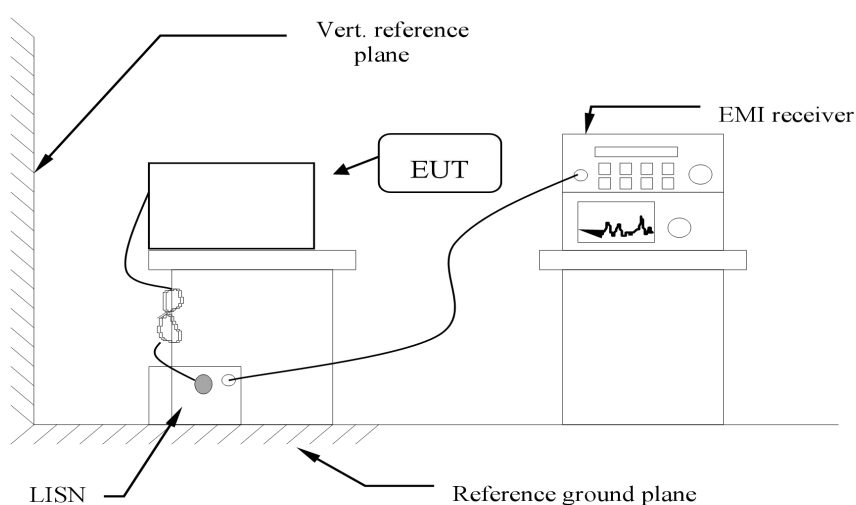 Vert. reference
plane
EMI receiver
EUT
LISN
Reference ground plane